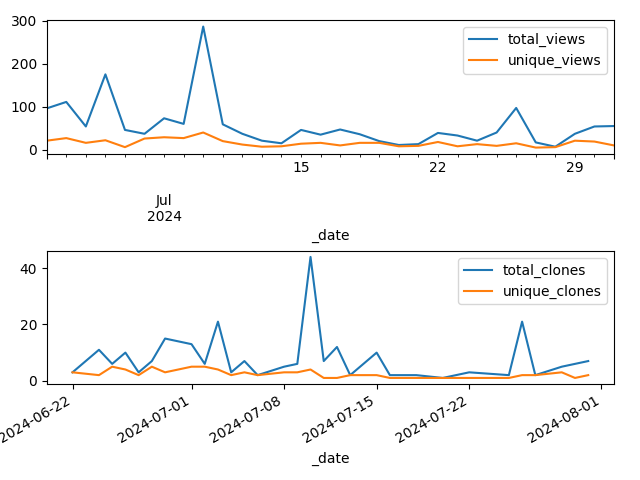 300
200
100
0
total_views
unique_views
15
22
29
Jul
2024
_date
40
20
0
total_clones
unique_clones
2024-06-22
2024-07-01
2024-07-08
2024-07-15
2024-07-22
2024-08-01
_date